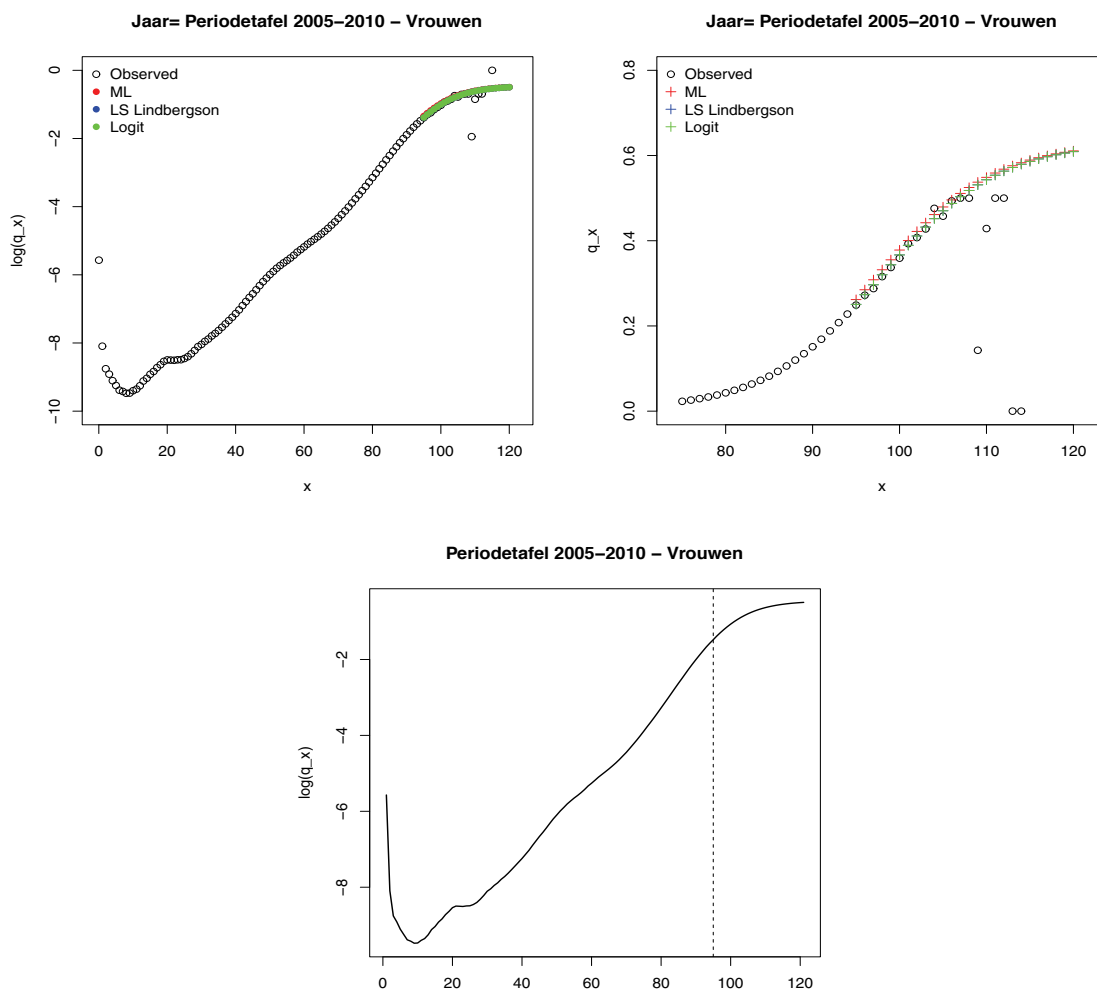 Jaar= Periodetafel 2005−2010 − Vrouwen
Observed
ML
LS Lindbergson
Logit
0
−2
−4
−6
−8
−10
log(q_x)
0 20 40 60 80 100 120
x
Jaar= Periodetafel 2005−2010 − Vrouwen
Observed
ML
LS Lindbergson
Logit
0.8
0.6
0.4
0.2
0.0
q_x
80 90 100 110 120
x
Periodetafel 2005−2010 − Vrouwen
−2
−4
−6
−8
log(q_x)
0 20 40 60 80 100 120